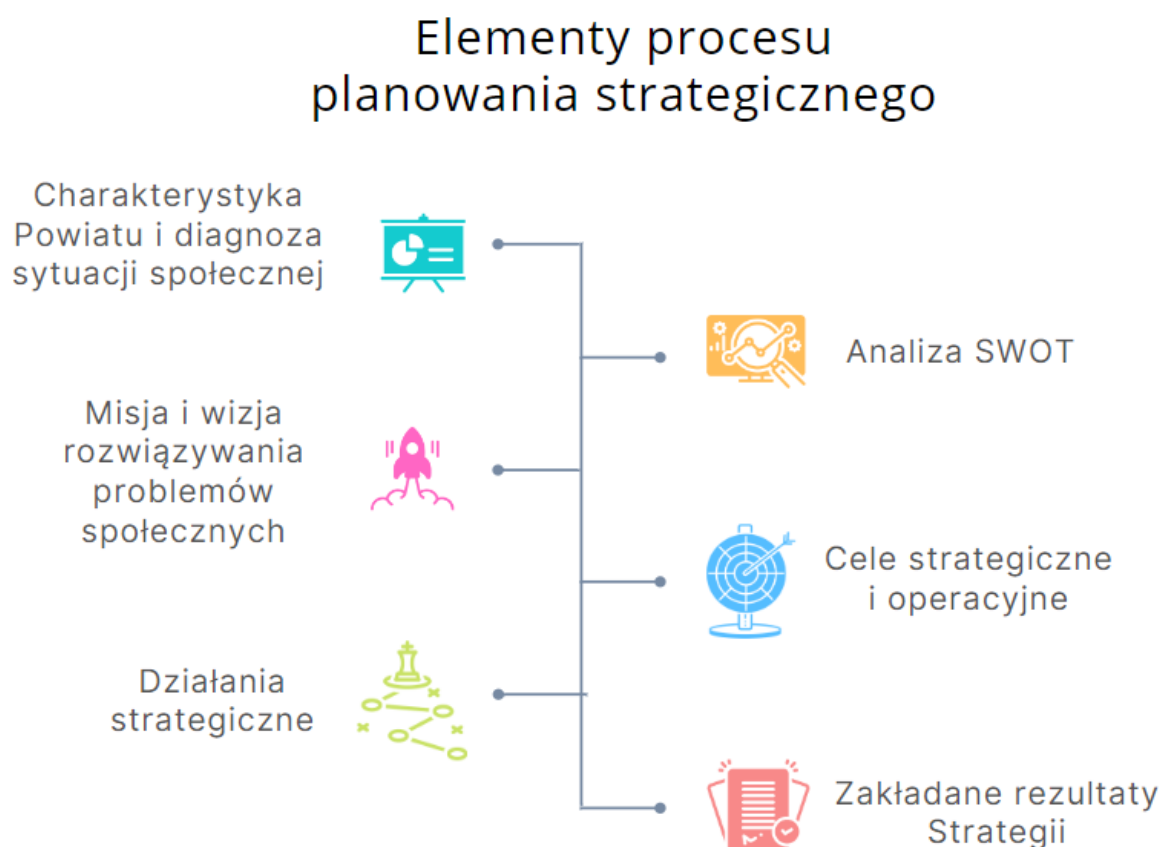 Elementy procesu
planowania strategicznego
Charakterystyka
Powiatu i diagnoza
sytuacji społecznej
Analiza SWOT
Misja i wizja
rozwiązywania
problemów
społecznych
Cele strategiczne
i operacyjne
Działania
strategiczne
Zakładane rezultaty
Strategii